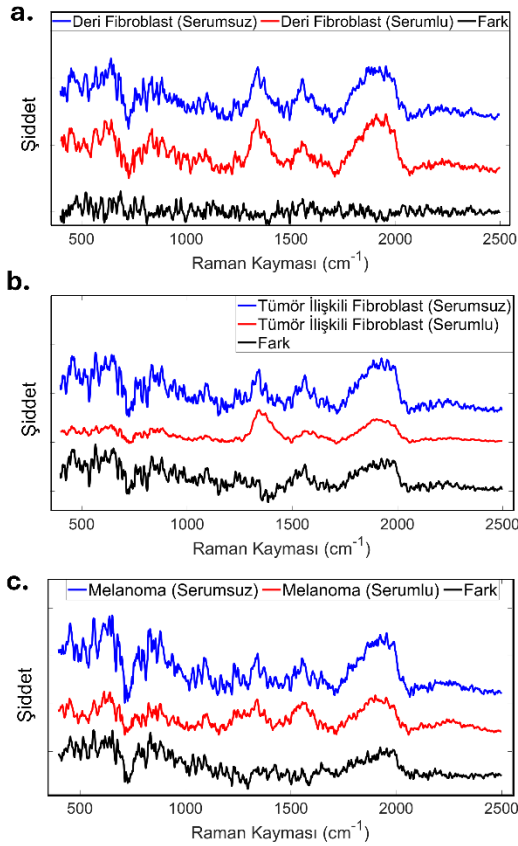 a.
Deri Fibroblast (Serumsuz) Deri Fibroblast (Serumlu) Fark
Şiddet
500 1000 1500 2000 2500
Raman Kayması (cm⁻¹)
b.
Tümör İlişkili Fibroblast (Serumsuz)
Tümör İlişkili Fibroblast (Serumlu)
Fark
Şiddet
500 1000 1500 2000 2500
Raman Kayması (cm⁻¹)
c.
Melanoma (Serumsuz) Melanoma (Serumlu) Fark
Şiddet
500 1000 1500 2000 2500
Raman Kayması (cm⁻¹)